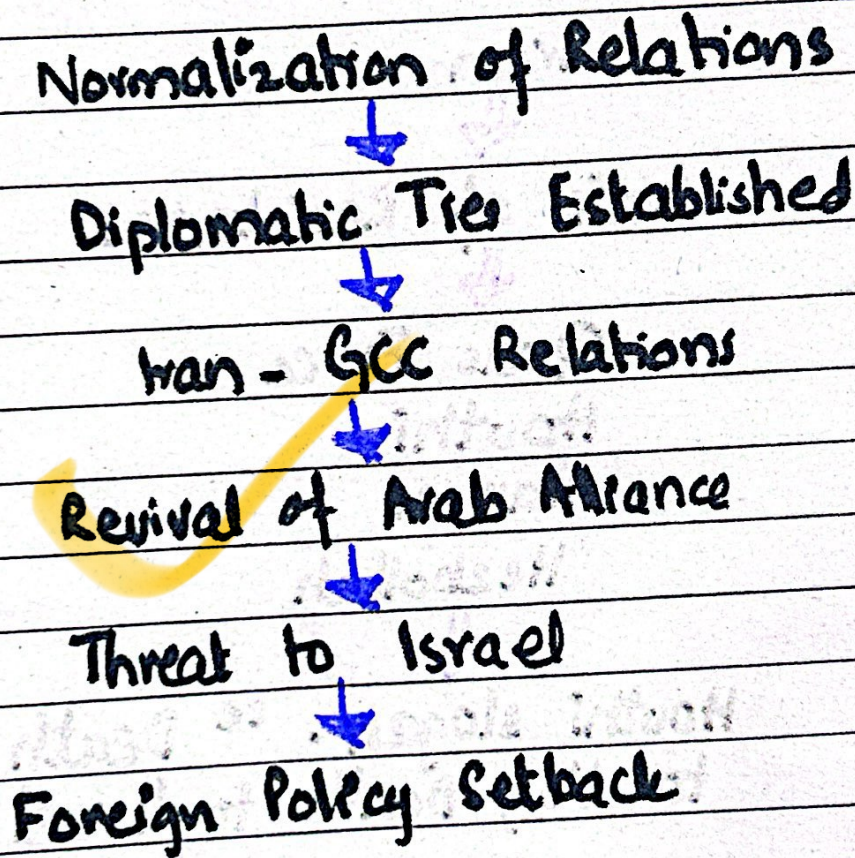 Normalization of Relations
Diplomatic Ties Established
Iran - GCC Relations
Revival of Arab Alliance
Threat to Israel
Foreign Policy Setback